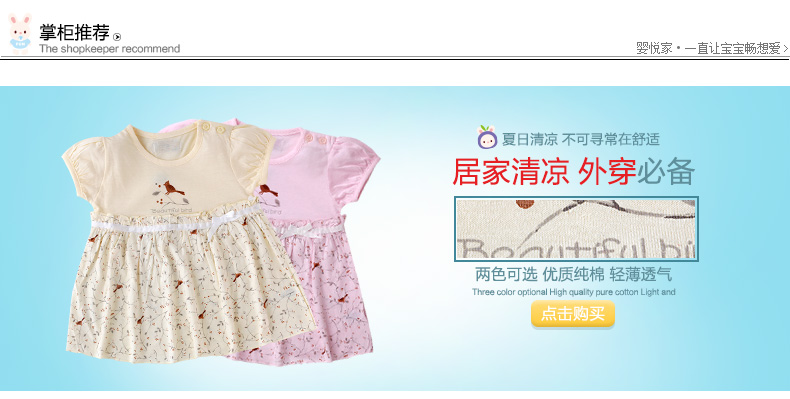 掌柜推荐
The shopkeeper recommend
婴悦家•一直让宝宝畅想爱
夏日清凉 不可寻常在舒适
居家清凉 外穿必备
Beautiful bi
两色可选 优质纯棉 轻薄透气
Three color optional High quality pure cotton Light and
点击购买